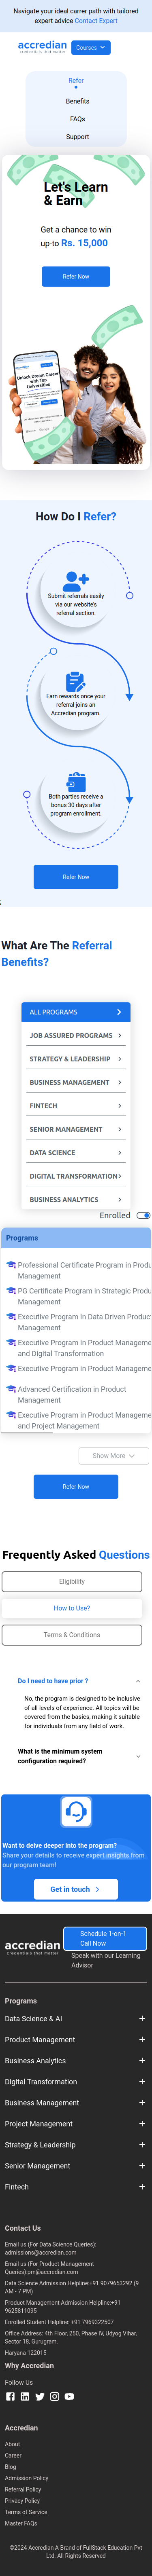 Navigate your ideal carrer path with tailored
expert advice Contact Expert
accredian
credentials that matter
Courses
Refer
Benefits
FAQs
Support
Let's Learn
& Earn
Get a chance to win
up-to Rs. 15,000
Refer Now
How Do I Refer?
Submit referrals easily
via our website's
referral section.
Earn rewards once your
referral joins an
Accredian program.
Both parties receive a
bonus 30 days after
program enrollment.
Refer Now
;
What Are The Referral
Benefits?
ALL PROGRAMS
JOB ASSURED PROGRAMS
STRATEGY & LEADERSHIP
BUSINESS MANAGEMENT
FINTECH
SENIOR MANAGEMENT
DATA SCIENCE
DIGITAL TRANSFORMATION
BUSINESS ANALYTICS
Enrolled
Programs
Professional Certificate Program in Produ
Management
PG Certificate Program in Strategic Produ
Management
Executive Program in Data Driven Product
Management
Executive Program in Product Manageme
and Digital Transformation
Executive Program in Product Manageme
Advanced Certification in Product
Management
Executive Program in Product Manageme
and Project Management
Show More
Refer Now
Frequently Asked Questions
Eligibility
How to Use?
Terms & Conditions
Do I need to have prior ?
No, the program is designed to be inclusive
of all levels of experience. All topics will be
covered from the basics, making it suitable
for individuals from any field of work.
What is the minimum system
configuration required?
Want to delve deeper into the program?
Share your details to receive expert insights from
our program team!
Get in touch
accredian
credentials that matter
Schedule 1-on-1
Call Now
Speak with our Learning
Advisor
Programs
Data Science & AI
Product Management
Business Analytics
Digital Transformation
Business Management
Project Management
Strategy & Leadership
Senior Management
Fintech
Contact Us
Email us (For Data Science Queries):
admissions@accredian.com
Email us (For Product Management
Queries):pm@accredian.com
Data Science Admission Helpline:+91 9079653292 (9
AM - 7 PM)
Product Management Admission Helpline:+91
9625811095
Enrolled Student Helpline: +91 7969322507
Office Address: 4th Floor, 250, Phase IV, Udyog Vihar,
Sector 18, Gurugram,
Haryana 122015
Why Accredian
Follow Us
Accredian
About
Career
Blog
Admission Policy
Referral Policy
Privacy Policy
Terms of Service
Master FAQs
©2024 Accredian A Brand of FullStack Education Pvt
Ltd. All Rights Reserved